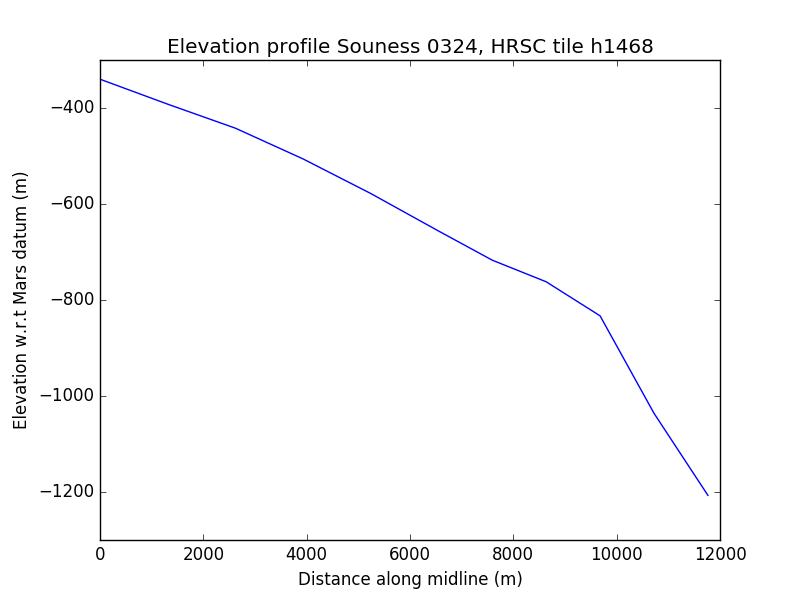 Elevation profile Souness 0324, HRSC tile h1468
Elevation w.r.t Mars datum (m)
−400
−600
−800
−1000
−1200
0 2000 4000 6000 8000 10000 12000
Distance along midline (m)